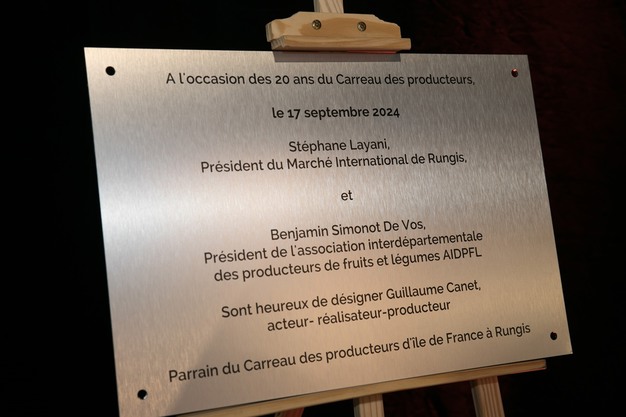 A l'occasion des 20 ans du Carreau des producteurs,
le 17 septembre 2024
Stéphane Layani,
Président du Marché International de Rungis,
et
Benjamin Simonot De Vos,
Président de l'association interdépartementale
des producteurs de fruits et légumes AIDPFL
Sont heureux de désigner Guillaume Canet,
acteur- réalisateur-producteur
Parrain du Carreau des producteurs d'île de France à Rungis